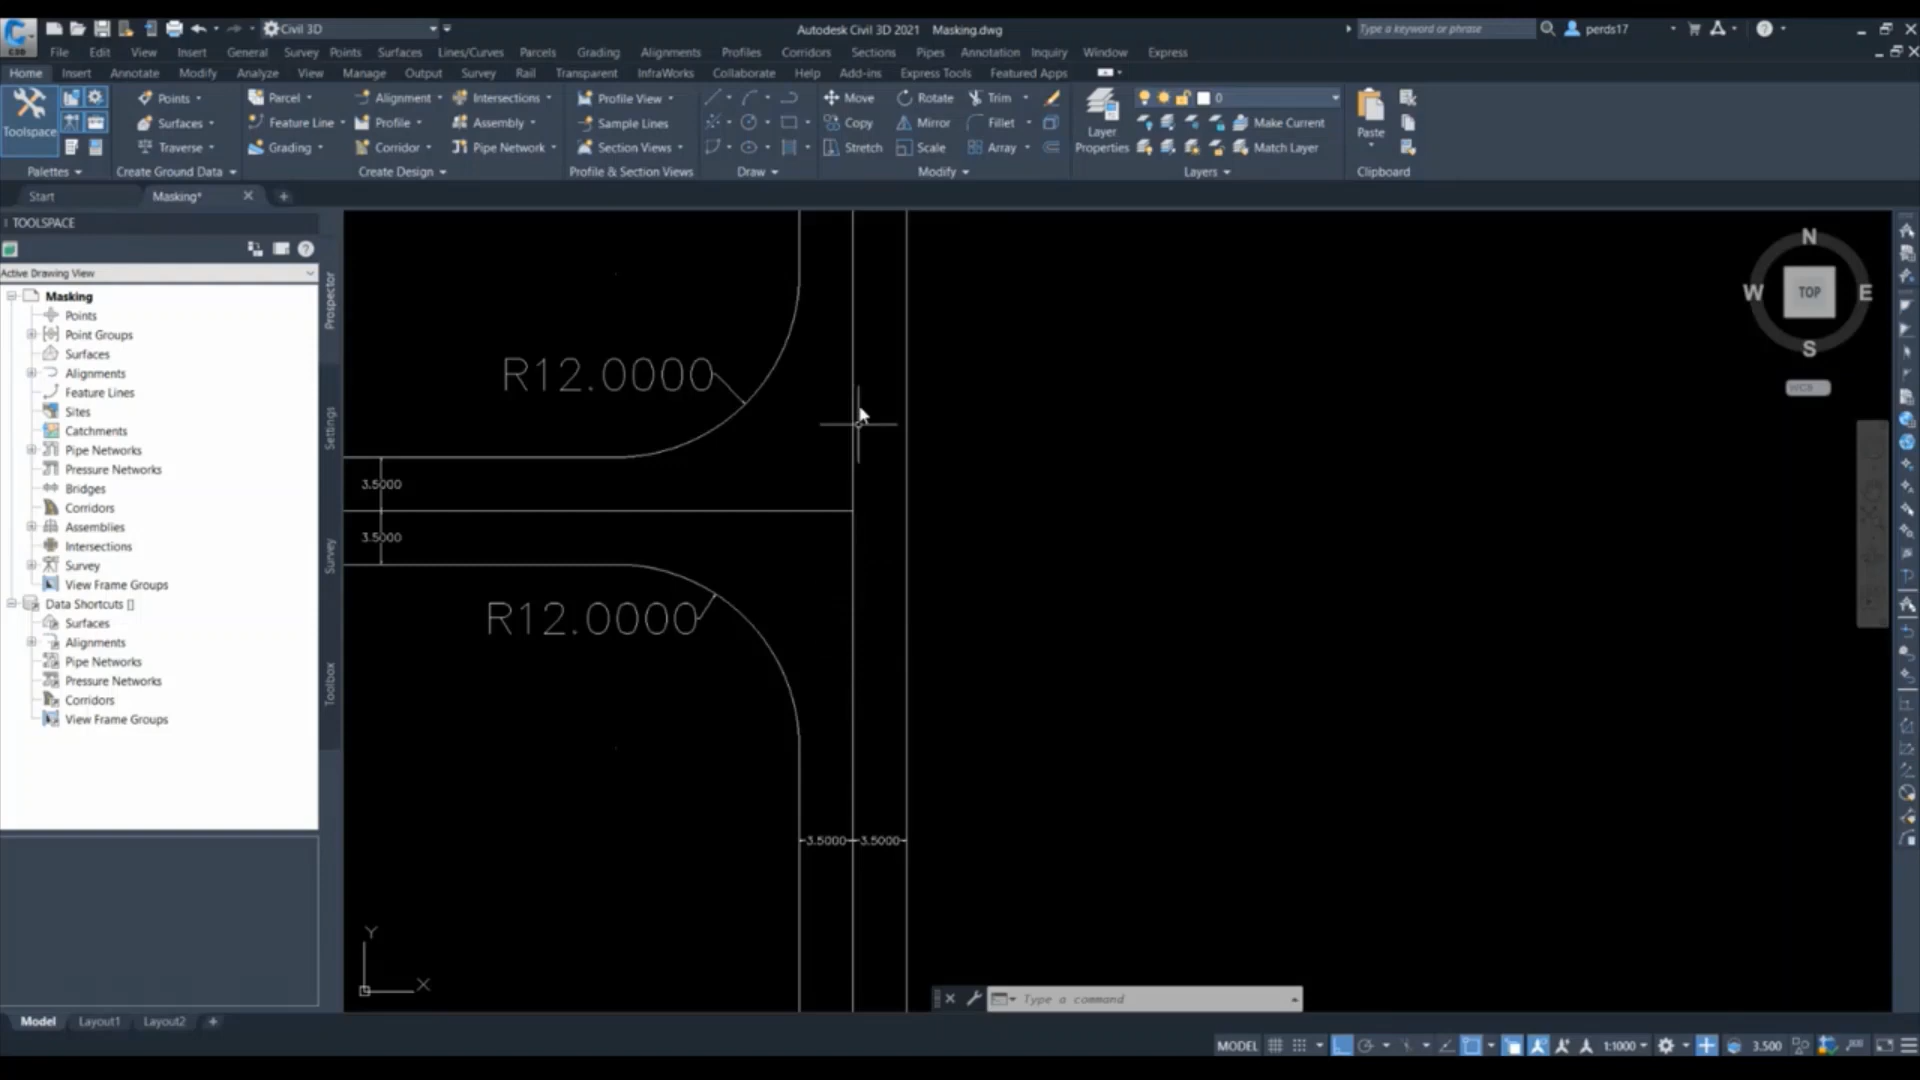 Civil 3D
Autodesk Civil 3D 2021 Masking.dwg
Type a keyword or phrase
perds17
C3D
File Edit View Insert General Survey Points Surfaces Lines/Curves Parcels Grading Alignments Profiles Corridors Sections Pipes Annotation Inquiry Window Express
Home Insert Annotate Modify Analyze View Manage Output Survey Rail Transparent InfraWorks Collaborate Help Add-ins Express Tools Featured Apps
Points Parcel Alignment Intersections Profile View Move Rotate Trim 0
Toolspace Surfaces Feature Line Profile Assembly Sample Lines Copy Mirror Fillet Layer Properties Make Current Paste
Traverse Grading Corridor Pipe Network Section Views Stretch Scale Array Match Layer
Palettes Create Ground Data Create Design Profile & Section Views Draw Modify Layers Clipboard
Start Masking*
TOOLSPACE
Active Drawing View
Masking
Points
Point Groups
Surfaces
Alignments
Feature Lines
Sites
Catchments
Pipe Networks
Pressure Networks
Bridges
Corridors
Assemblies
Intersections
Survey
View Frame Groups
Data Shortcuts []
Surfaces
Alignments
Pipe Networks
Pressure Networks
Corridors
View Frame Groups
Prospector
Settings
Survey
Toolbox
R12.0000
3.5000
3.5000
R12.0000
3.5000 3.5000
N
W TOP E
S
WCS
Y
X
Type a command
Model Layout1 Layout2
MODEL 1:1000 3.500